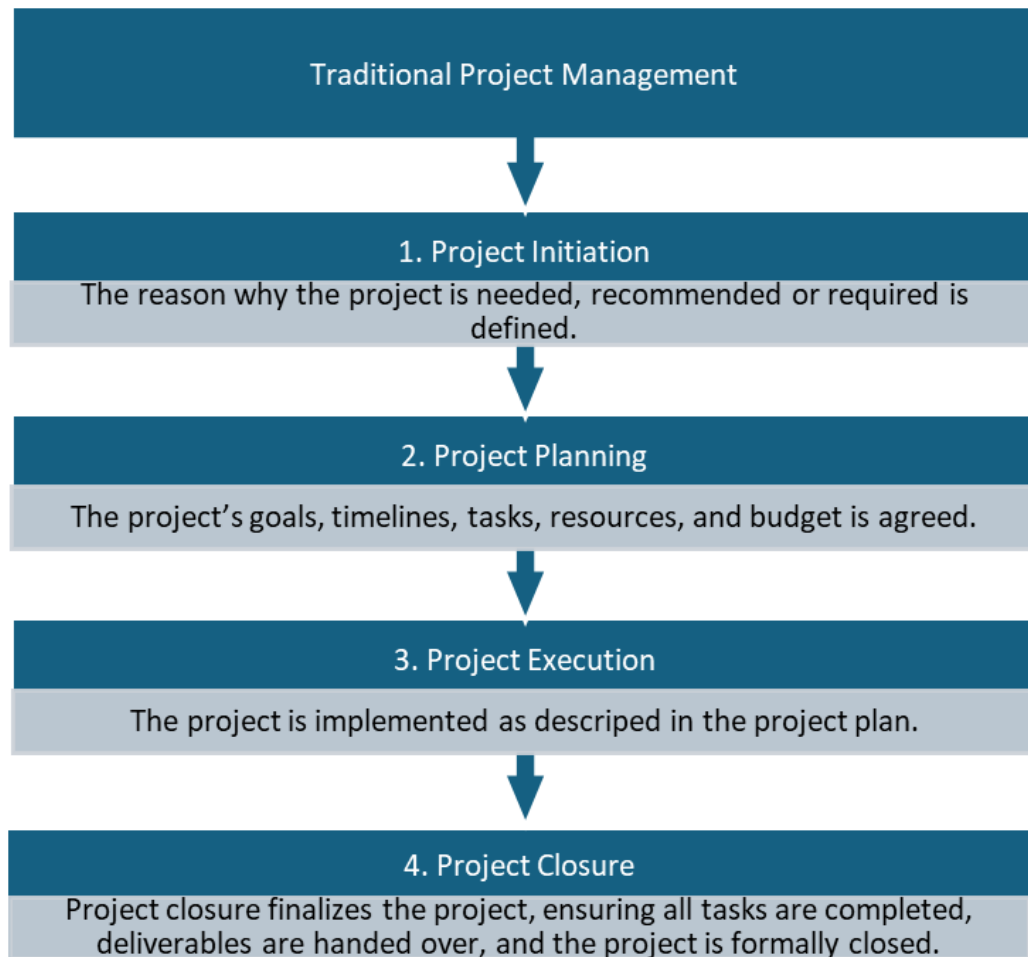 Traditional Project Management
1. Project Initiation
The reason why the project is needed, recommended or required is
defined.
2. Project Planning
The project’s goals, timelines, tasks, resources, and budget is agreed.
3. Project Execution
The project is implemented as descriped in the project plan.
4. Project Closure
Project closure finalizes the project, ensuring all tasks are completed,
deliverables are handed over, and the project is formally closed.